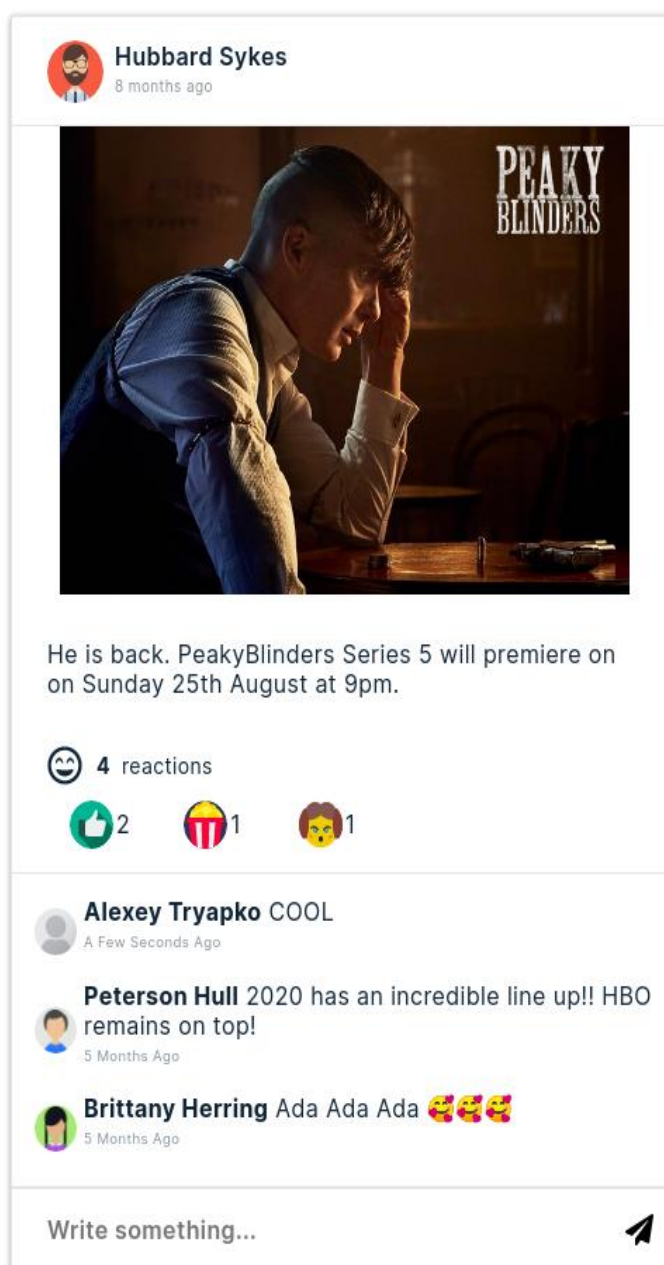 Hubbard Sykes
8 months ago
PEAKY
BLINDERS
He is back. PeakyBlinders Series 5 will premiere on
on Sunday 25th August at 9pm.
4 reactions
2 1 1
Alexey Tryapko COOL
A Few Seconds Ago
Peterson Hull 2020 has an incredible line up!! HBO
remains on top!
5 Months Ago
Brittany Herring Ada Ada Ada 🥰🥰🥰
5 Months Ago
Write something...